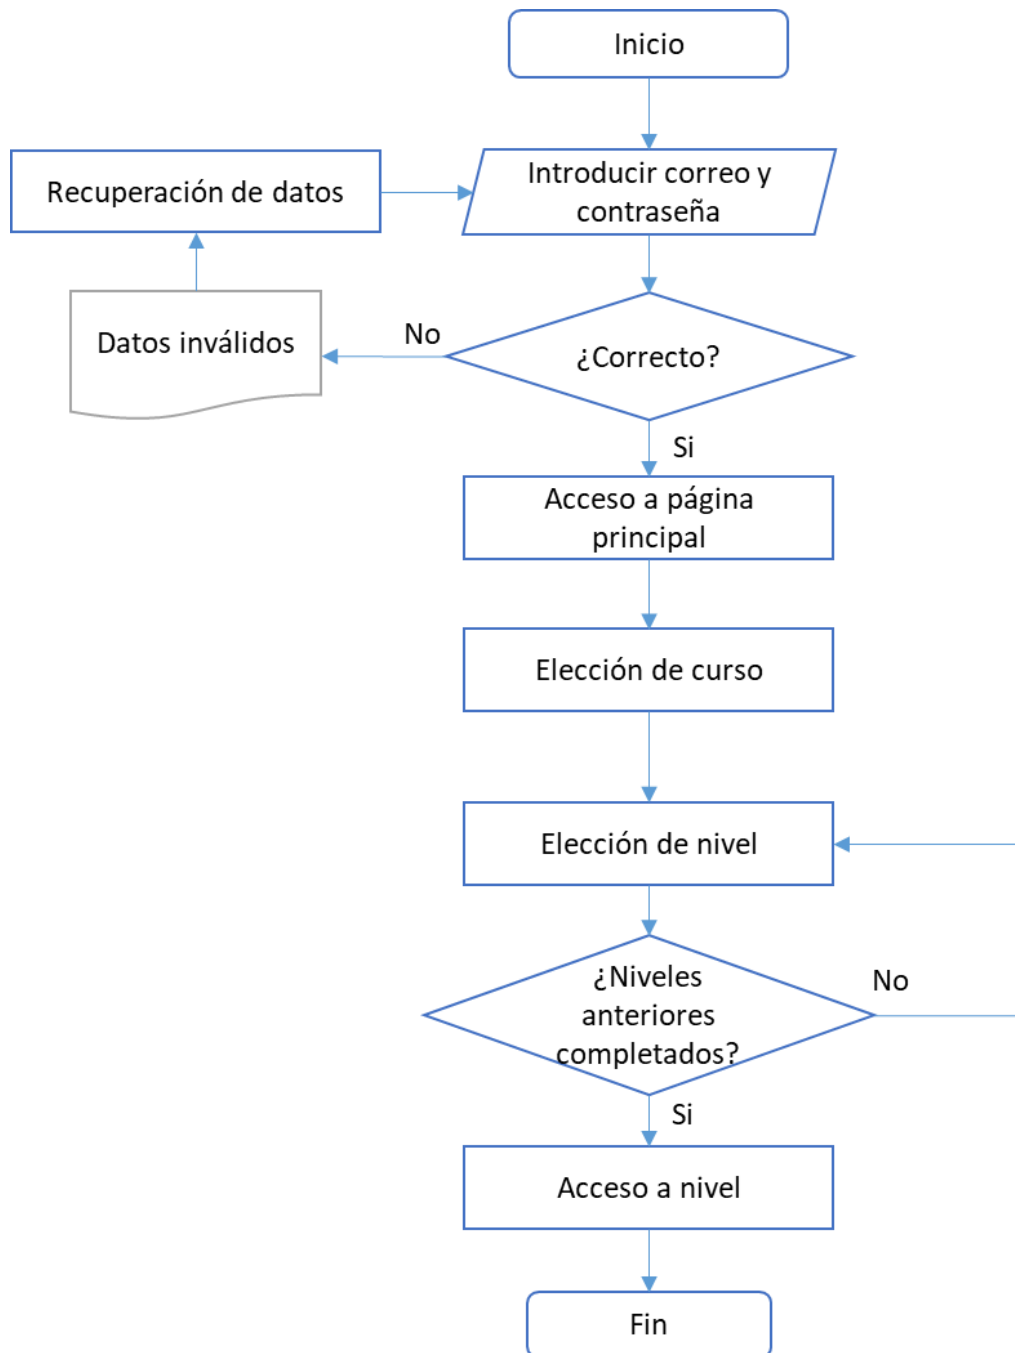 Inicio
Introducir correo y
contraseña
Recuperación de datos
Datos inválidos
No
¿Correcto?
Si
Acceso a página
principal
Elección de curso
Elección de nivel
¿Niveles
anteriores
completados?
No
Si
Acceso a nivel
Fin